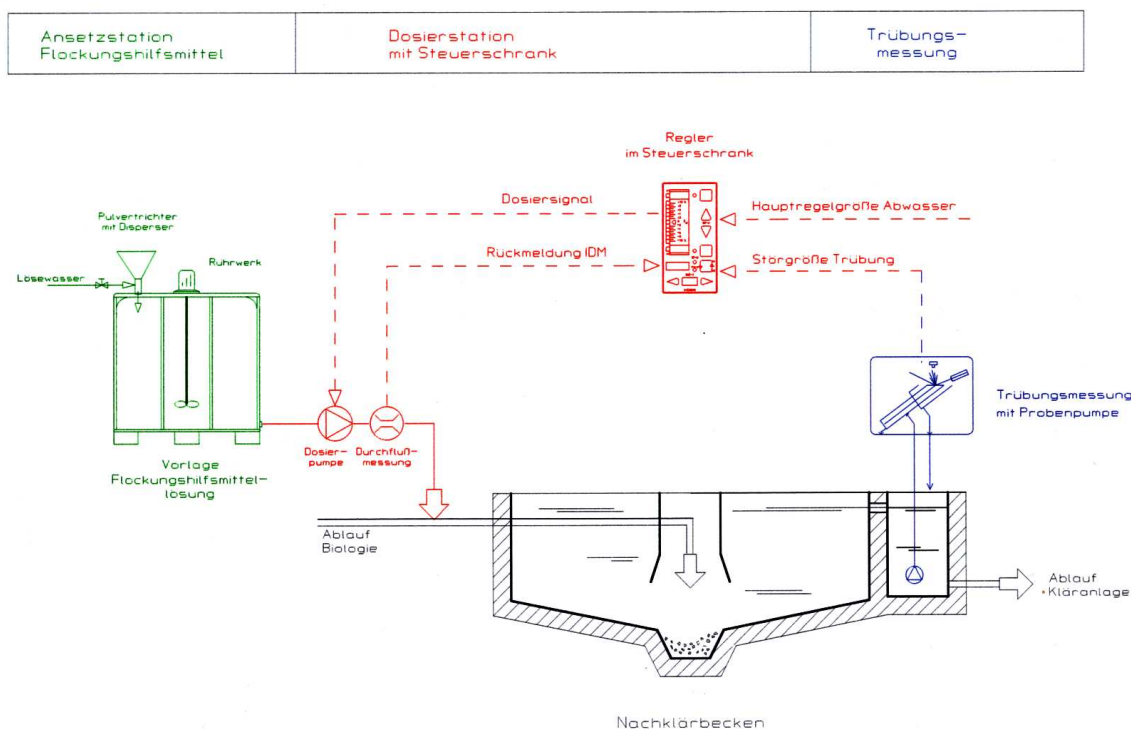 Ansetzstation
Flockungshilfsmittel
Dosierstation
mit Steuerschrank
Trübungs-
messung
Regler
im Steuerschrank
Dosiersignal
Hauptregelgröße Abwasser
Pulvertrichter
mit Disperser
Rückmeldung IDM
Störgröße Trübung
Rührwerk
Lösewasser
Trübungsmessung
mit Probenpumpe
Dosier-
pumpe
Durchfluß-
messung
Vorlage
Flockungshilfsmittel-
lösung
Ablauf
Biologie
Ablauf
Kläranlage
Nachklärbecken